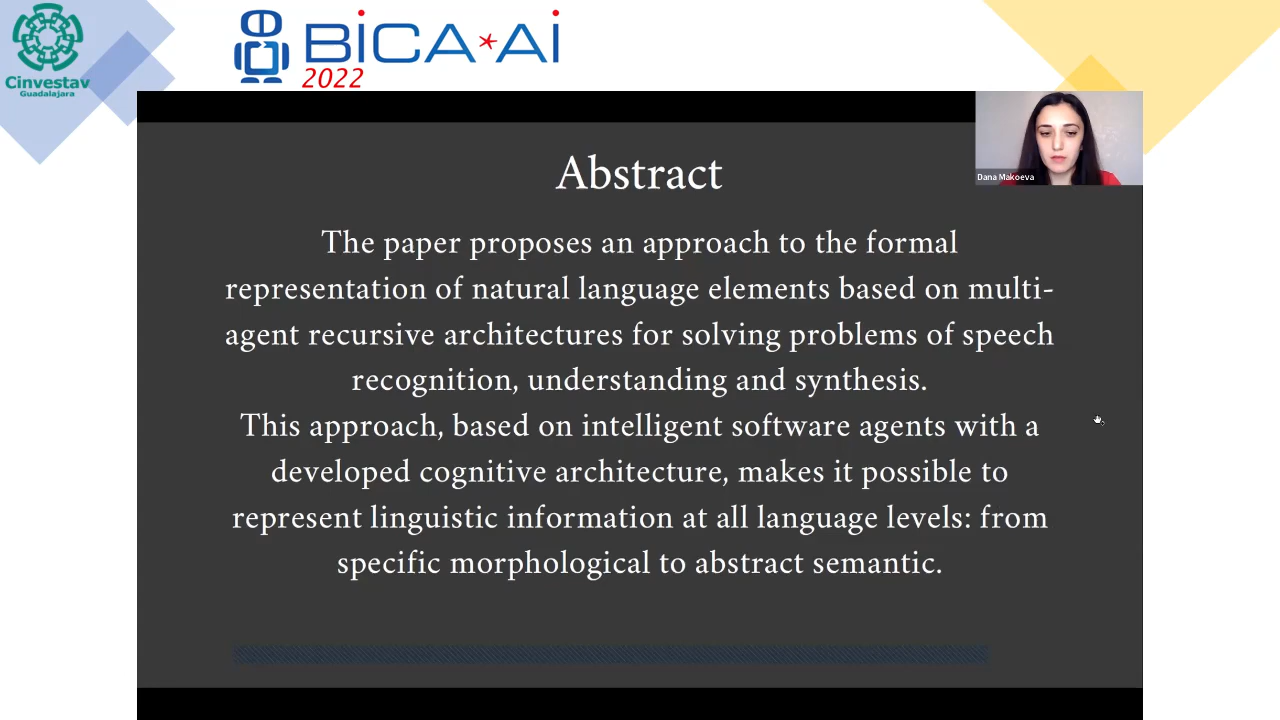 Cinvestav
Guadalajara
BiCA*Ai
2022
Dana Makoeva
Abstract
The paper proposes an approach to the formal
representation of natural language elements based on multi-
agent recursive architectures for solving problems of speech
recognition, understanding and synthesis.
This approach, based on intelligent software agents with a
developed cognitive architecture, makes it possible to
represent linguistic information at all language levels: from
specific morphological to abstract semantic.